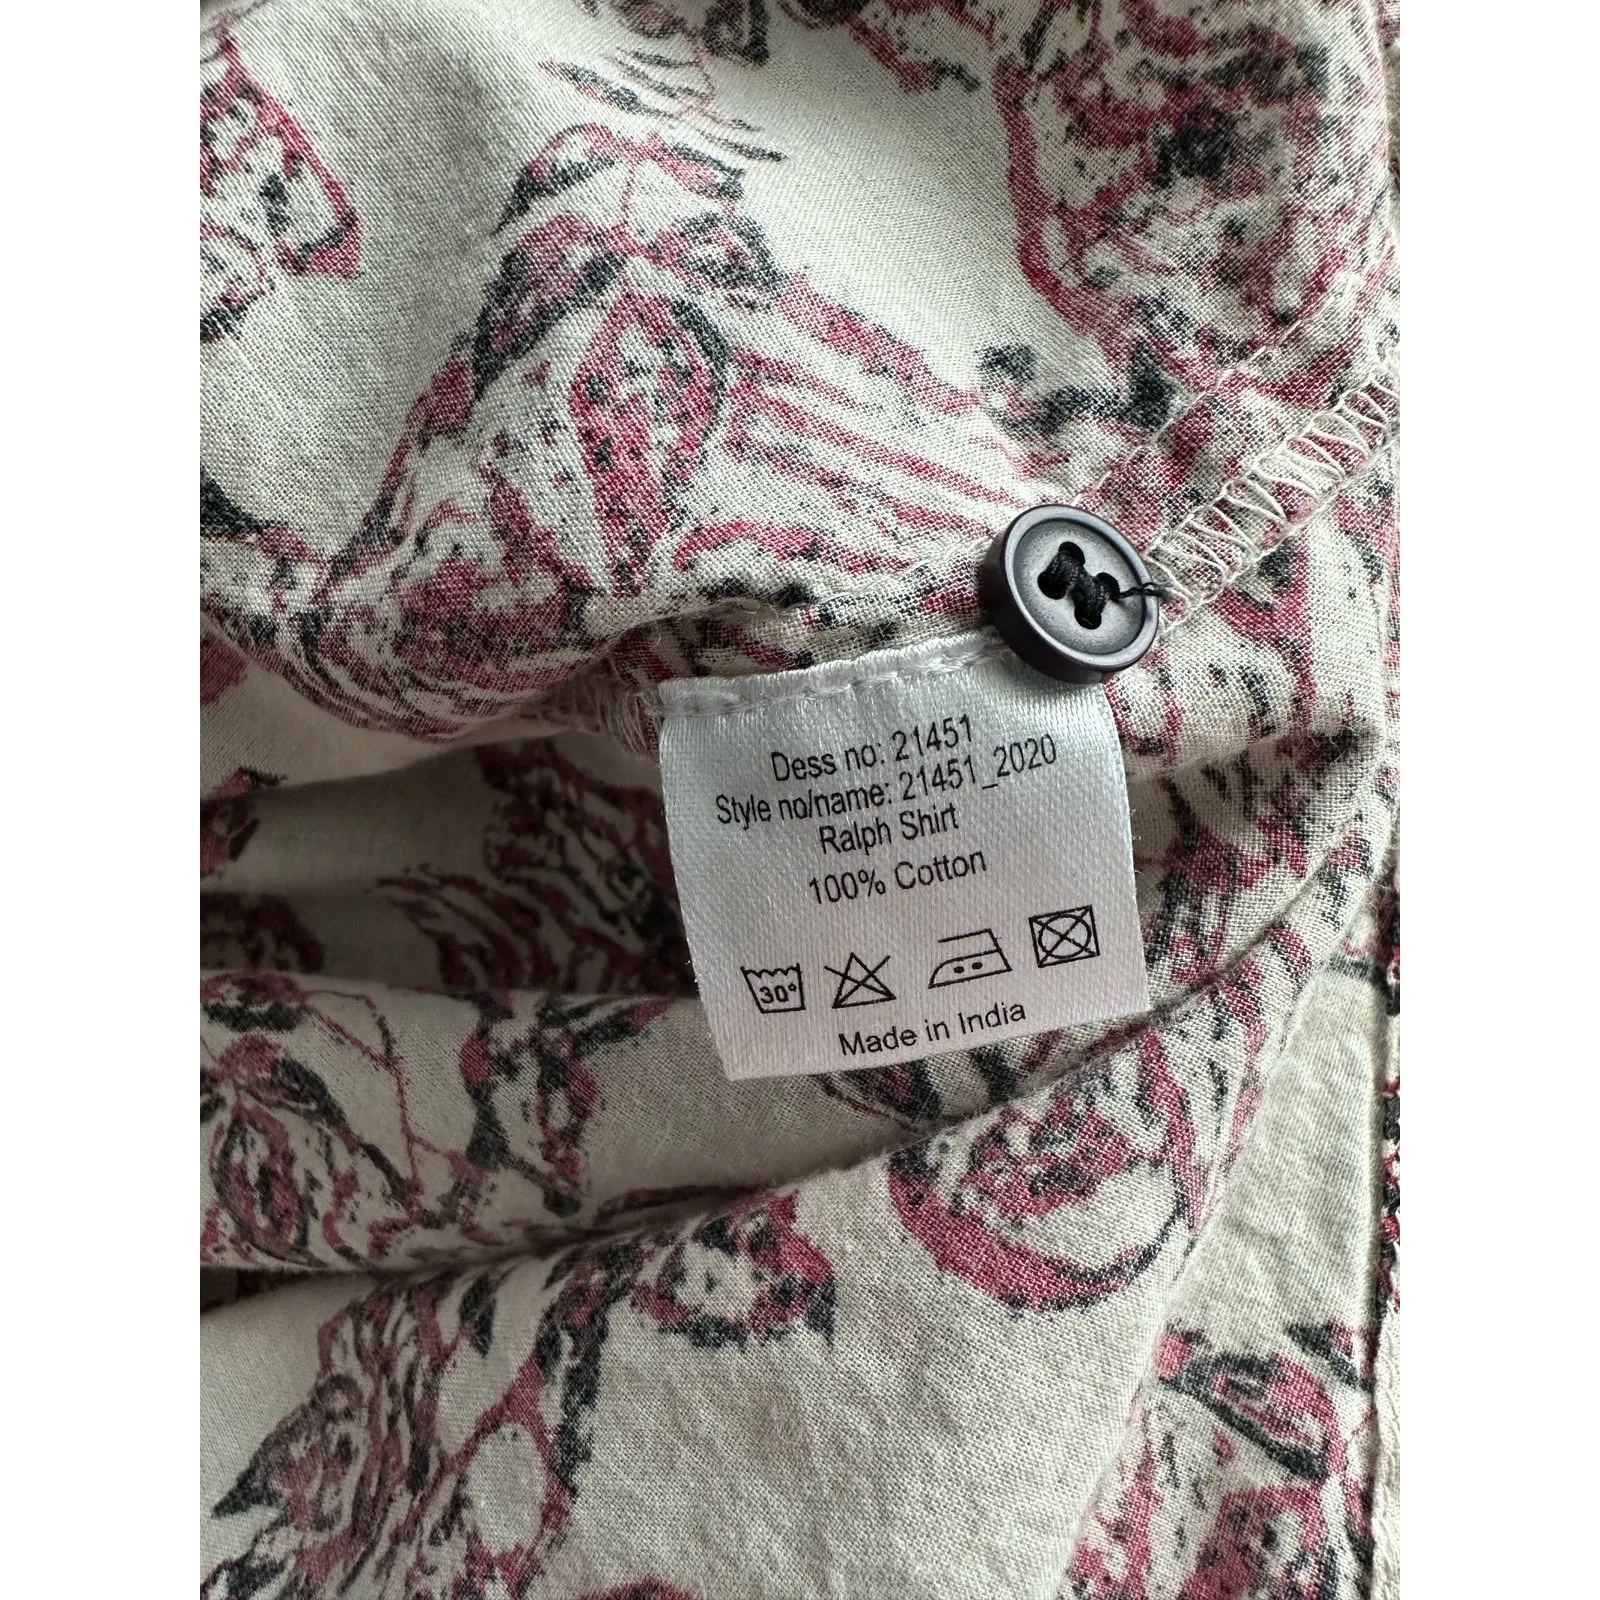 Dess no: 21451
Style no/name: 21451_2020
Ralph Shirt
100% Cotton
30°
Made in India